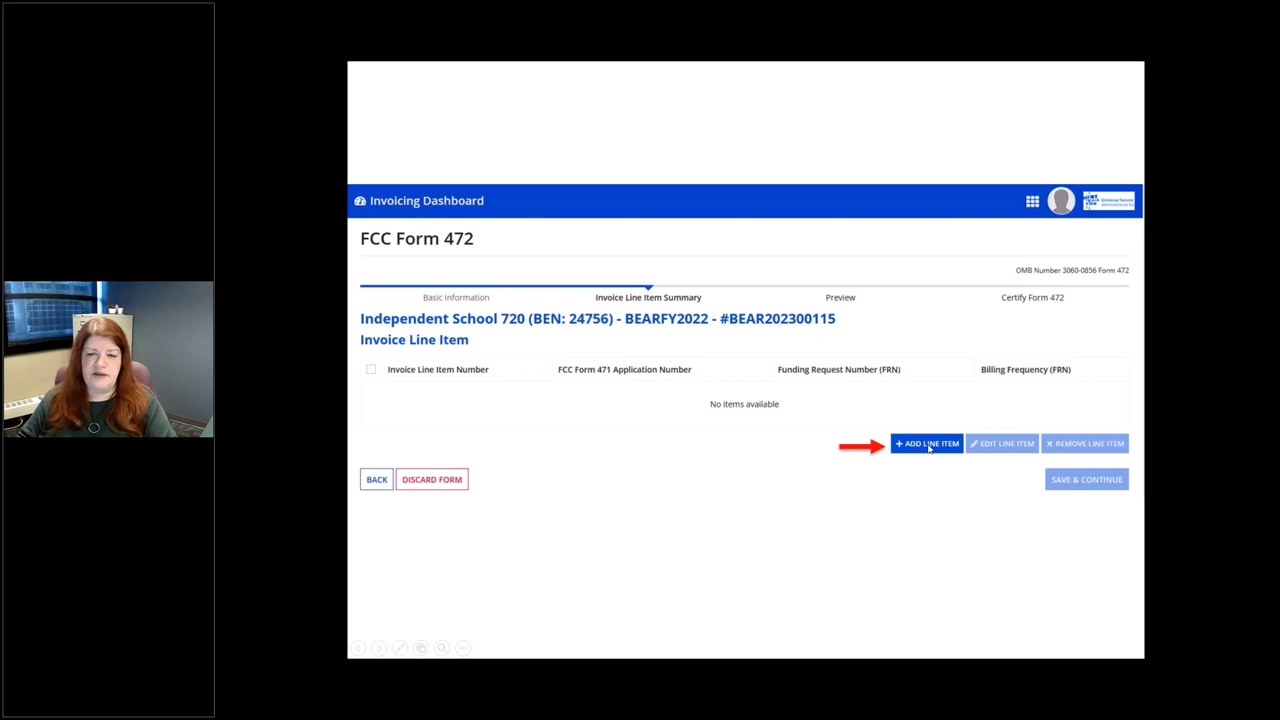 Invoicing Dashboard
Universal Service
FCC Form 472
OMB Number 3060-0856 Form 472
Basic Information
Invoice Line Item Summary
Preview
Certify Form 472
Independent School 720 (BEN: 24756) - BEARFY2022 - #BEAR202300115
Invoice Line Item
Invoice Line Item Number
FCC Form 471 Application Number
Funding Request Number (FRN)
Billing Frequency (FRN)
No items available
+ ADD LINE ITEM
EDIT LINE ITEM
× REMOVE LINE ITEM
BACK
DISCARD FORM
SAVE & CONTINUE